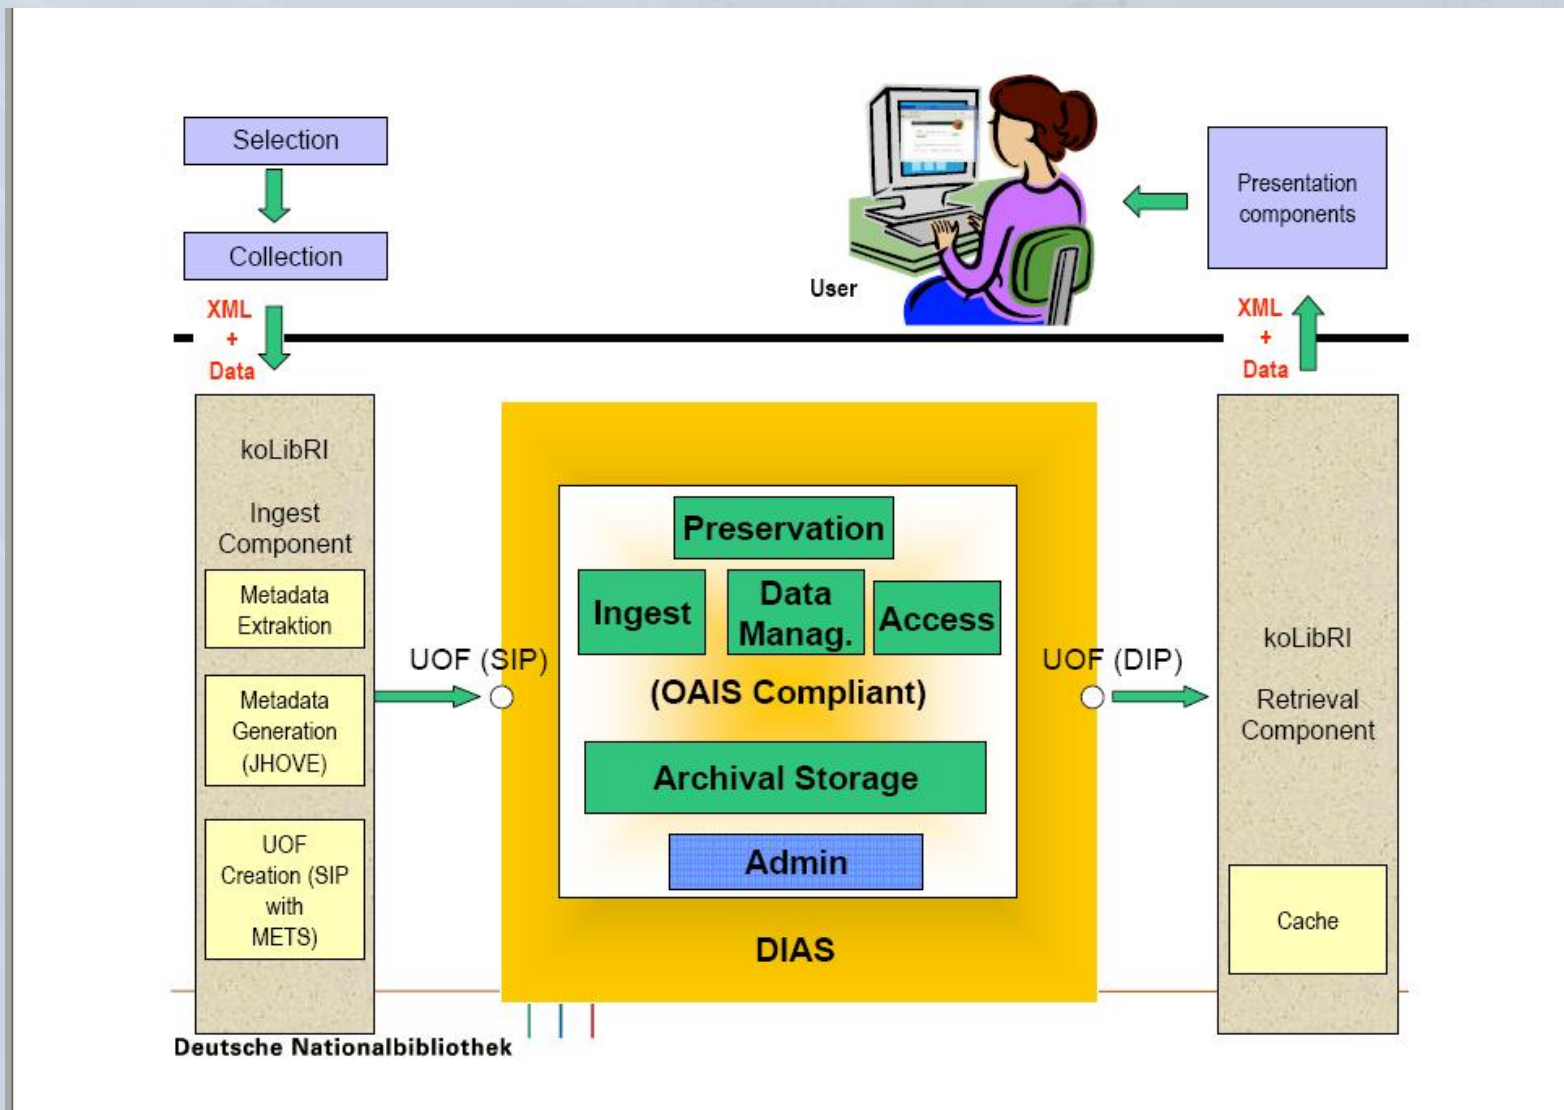 Selection
Collection
XML
+
Data
koLibRI
Ingest
Component
Metadata
Extraktion
Metadata
Generation
(JHOVE)
UOF
Creation (SIP
with
METS)
UOF (SIP)
User
Preservation
Ingest
Data
Manag.
Access
(OAIS Compliant)
Archival Storage
Admin
DIAS
UOF (DIP)
Presentation
components
XML
+
Data
koLibRI
Retrieval
Component
Cache
Deutsche Nationalbibliothek